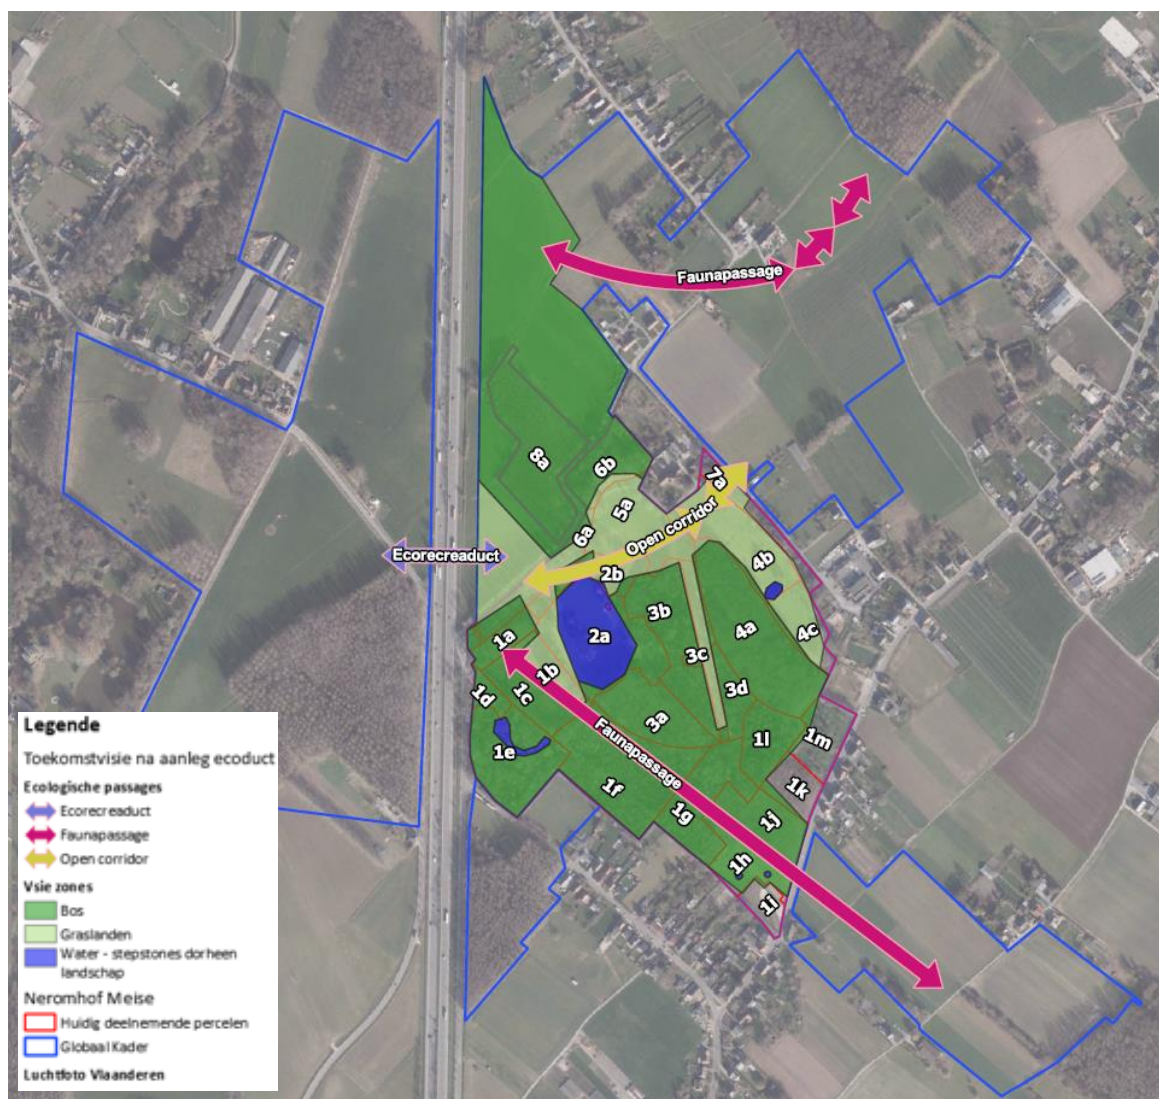 Faunapassage
8a
6b
7a
5a
Open corridor
6a
Ecorecreaduct
4b
2b
3b
2a
4a
4c
1a
3c
1b
3d
1c
1d
3a
Faunapassage
1l
1m
1e
1f
1k
1g
1j
1h
1i
Legende
Toekomstvisie na aanleg ecoduct
Ecologische passages
Ecorecreaduct
Faunapassage
Open corridor
Vsie zones
Bos
Graslanden
Water - stepstones dorheen
landschap
Neromhof Meise
Huidig deelnemende percelen
Globaal Kader
Luchtfoto Vlaanderen